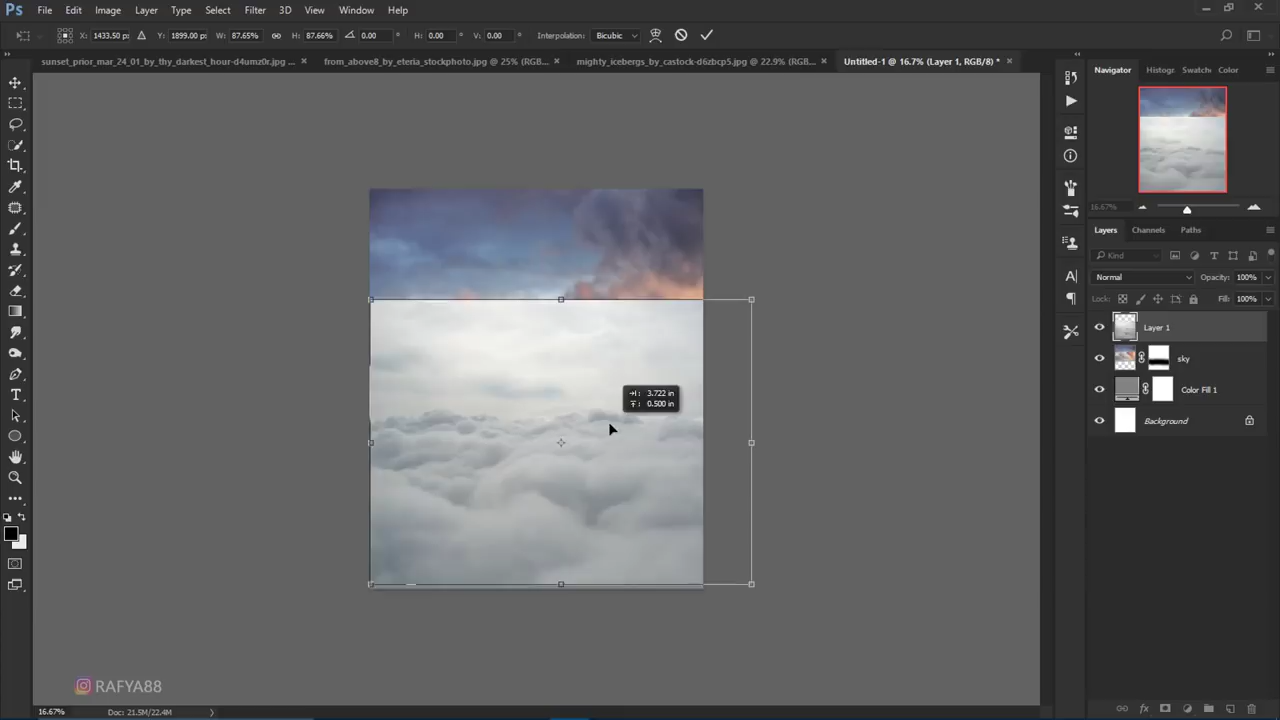 Ps File Edit Image Layer Type Select Filter 3D View Window Help
X: 1433.50 px Y: 1899.00 px W: 87.65% H: 87.66% 0.00 ° H: 0.00 ° V: 0.00 ° Interpolation: Bicubic
sunset_prior_mar_24_01_by_thy_darkest_hour-d4umz0r.jpg ... × from_above8_by_eteria_stockphoto.jpg @ 25% (RGB... × mighty_icebergs_by_castock-d6zbcp5.jpg @ 22.9% (RGB... × Untitled-1 @ 16.7% (Layer 1, RGB/8) * ×
Navigator Histogr Swatch Color
16.67%
Layers Channels Paths
Kind
Normal Opacity: 100%
Lock: Fill: 100%
Layer 1
sky
Color Fill 1
Background
3.722 in
0.500 in
RAFYA88
16.67% Doc: 21.5M/22.4M